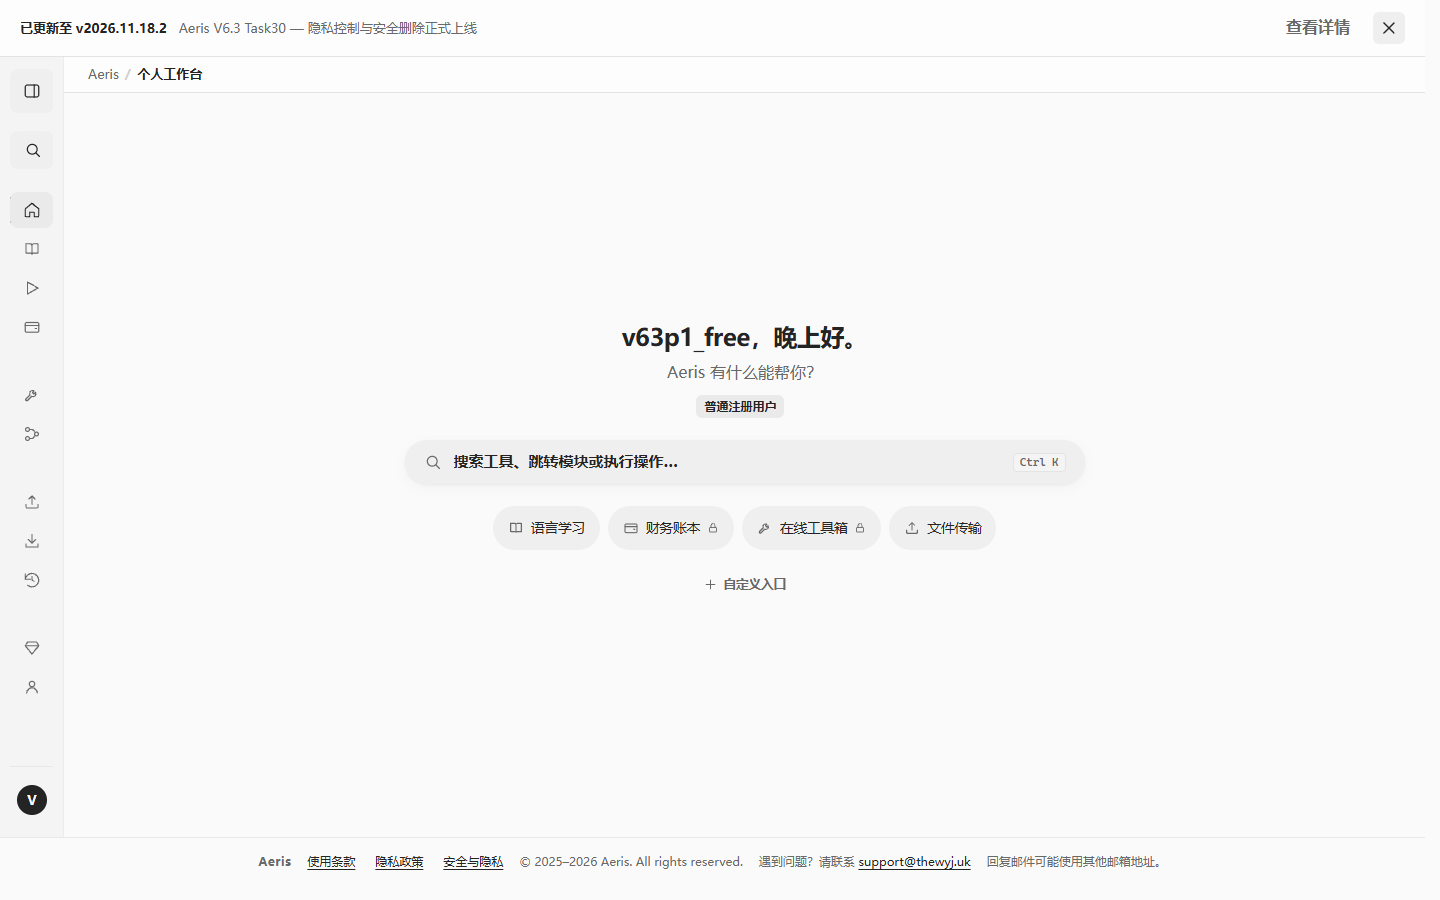 已更新至 v2026.11.18.2 Aeris V6.3 Task30 — 隐私控制与安全删除正式上线 查看详情
Aeris / 个人工作台
v63p1_free，晚上好。
Aeris 有什么能帮你？
普通注册用户
搜索工具、跳转模块或执行操作... Ctrl K
语言学习 财务账本 在线工具箱 文件传输
自定义入口
V
Aeris 使用条款 隐私政策 安全与隐私 © 2025–2026 Aeris. All rights reserved. 遇到问题？请联系 support@thewyj.uk 回复邮件可能使用其他邮箱地址。